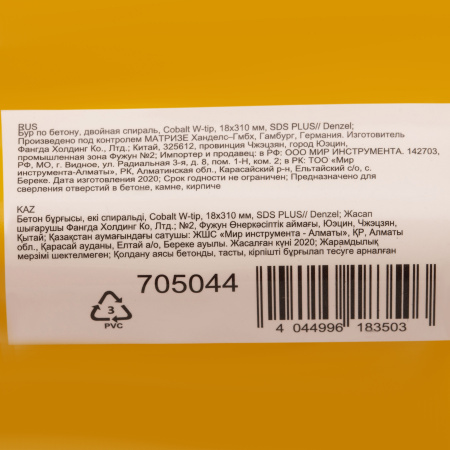 RUS
Бур по бетону, двойная спираль, Cobalt W-tip, 18x310 мм, SDS PLUS// Denzel;
Произведено под контролем МАТРИЗЕ Ханделс–Гмбх, Гамбург, Германия. Изготовитель
Фангда Холдинг Ко., Лтд.; Китай, 325612, провинция Чжэзян, город Юэцин,
промышленная зона Фужун №2; Импортер и продавец: в РФ: ООО МИР ИНСТРУМЕНТА. 142703,
РФ, МО, г. Видное, ул. Радиальная 3-я, д. 8, пом. 1-Н, ком. 2; в РК: ТОО «Мир
инструмента-Алматы», РК, Алматинская обл., Карасайский р-н, Ельтайский с/о, с.
Береке. Дата изготовления 2020; Срок годности не ограничен; Предназначено для
сверления отверстий в бетоне, камне, кирпиче
KAZ
Бетон бұрғысы, екі спиральді, Cobalt W-tip, 18x310 мм, SDS PLUS// Denzel; Жасап
шығарушы Фангда Холдинг Ко, Лтд.; №2, Фужун Өнеркәсіптік аймағы, Юэцин, Чжэцзян,
Қытай; Қазақстан аумағындағы сатушы: ЖШС «Мир инструмента - Алматы», ҚР, Алматы
обл., Қарасай ауданы, Елтай а/о, Береке ауылы. Жасалған күні 2020; Жарамдылық
мерзімі шектелмеген; Қолдану аясы бетонды, тасты, кірпішті бұрғылап тесуге арналған
705044
3
PVC
4 044996 183503